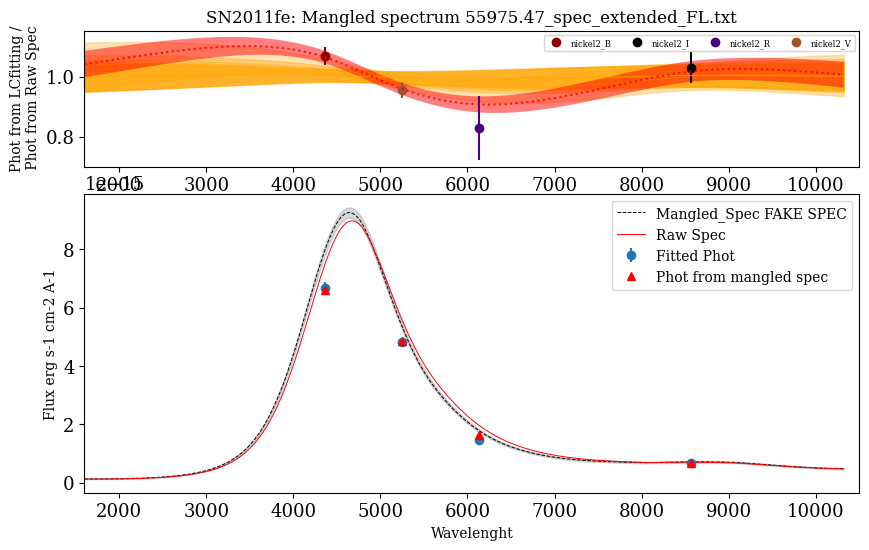 SN2011fe: Mangled spectrum 55975.47_spec_extended_FL.txt
Phot from LCfitting /
Phot from Raw Spec
nickel2_B nickel2_I nickel2_R nickel2_V
1.0
0.8
2000 3000 4000 5000 6000 7000 8000 9000 10000
1e−15
Mangled_Spec FAKE SPEC
Raw Spec
Fitted Phot
Phot from mangled spec
Flux erg s-1 cm-2 A-1
8
6
4
2
0
2000 3000 4000 5000 6000 7000 8000 9000 10000
Wavelenght